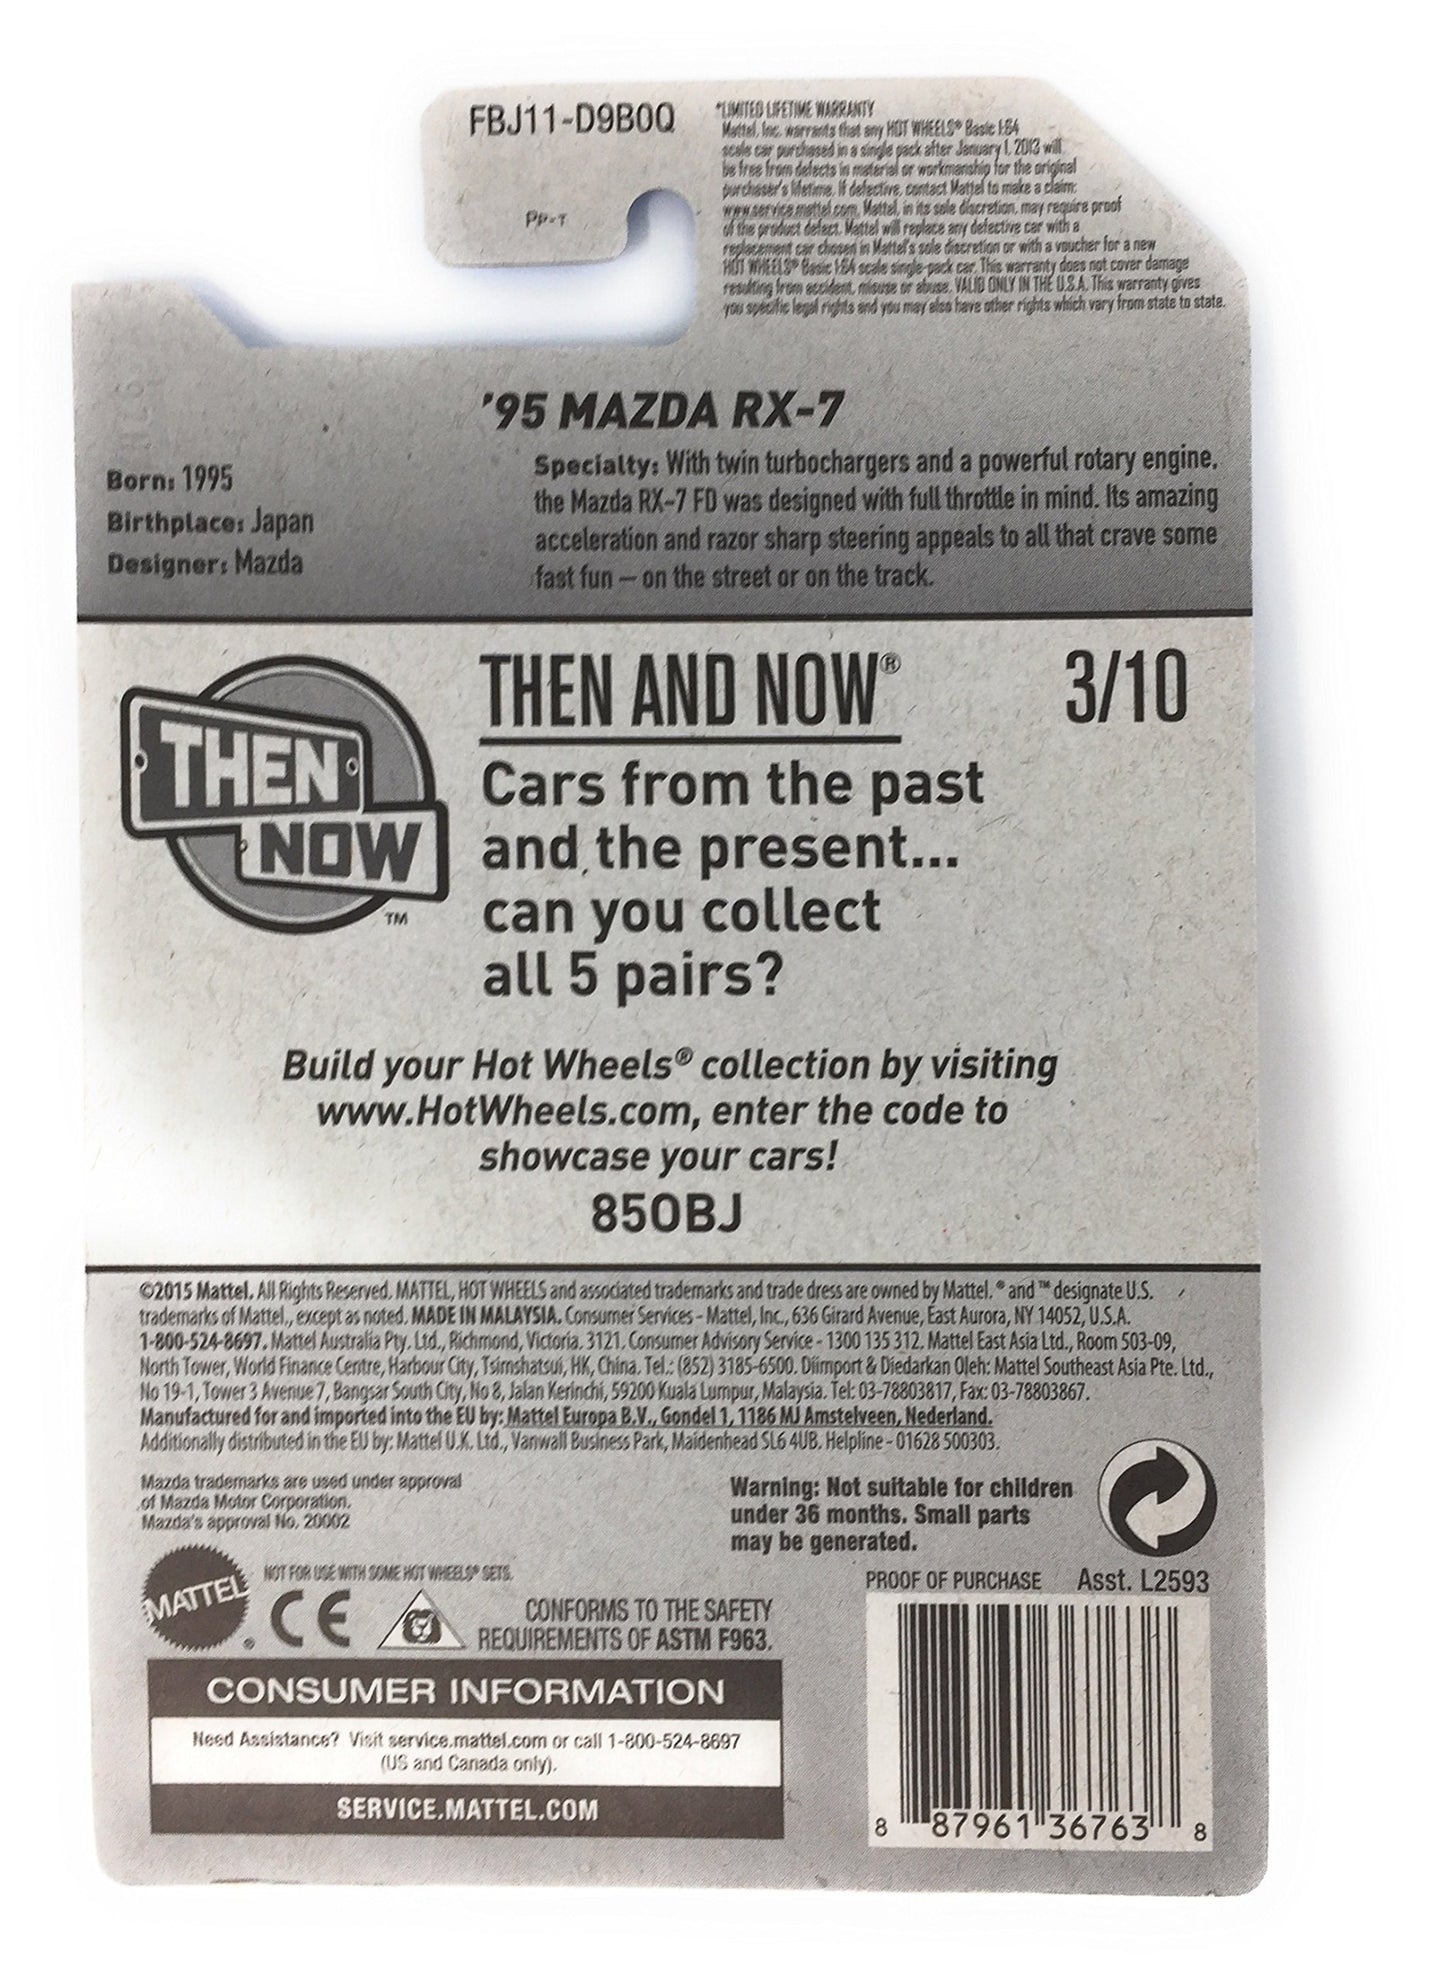 FBJ11-D9B0Q
PP-T
*LIMITED LIFETIME WARRANTY
Mattel, Inc. warrants that any HOT WHEELS® Basic 1:64
scale car purchased in a single pack after January 1, 2013 will
be free from defects in material or workmanship for the original
purchaser's lifetime. If defective, contact Mattel to make a claim:
www.service.mattel.com. Mattel, in its sole discretion, may require proof
of the product defect. Mattel will replace any defective car with a
replacement car chosen in Mattel's sole discretion or with a voucher for a new
HOT WHEELS® Basic 1:64 scale single-pack car. This warranty does not cover damage
resulting from accident, misuse or abuse. VALID ONLY IN THE U.S.A. This warranty gives
you specific legal rights and you may also have other rights which vary from state to state.
'95 MAZDA RX-7
Born: 1995
Birthplace: Japan
Designer: Mazda
Specialty: With twin turbochargers and a powerful rotary engine,
the Mazda RX-7 FD was designed with full throttle in mind. Its amazing
acceleration and razor sharp steering appeals to all that crave some
fast fun – on the street or on the track.
THEN
NOW
TM
THEN AND NOW®
3/10
Cars from the past
and the present...
can you collect
all 5 pairs?
Build your Hot Wheels® collection by visiting
www.HotWheels.com, enter the code to
showcase your cars!
850BJ
©2015 Mattel. All Rights Reserved. MATTEL, HOT WHEELS and associated trademarks and trade dress are owned by Mattel. ® and ™ designate U.S.
trademarks of Mattel., except as noted. MADE IN MALAYSIA. Consumer Services - Mattel, Inc., 636 Girard Avenue, East Aurora, NY 14052, U.S.A.
1-800-524-8697. Mattel Australia Pty. Ltd., Richmond, Victoria. 3121. Consumer Advisory Service - 1300 135 312. Mattel East Asia Ltd., Room 503-09,
North Tower, World Finance Centre, Harbour City, Tsimshatsui, HK, China. Tel.: (852) 3185-6500. Diimport & Diedarkan Oleh: Mattel Southeast Asia Pte. Ltd.,
No 19-1, Tower 3 Avenue 7, Bangsar South City, No 8, Jalan Kerinchi, 59200 Kuala Lumpur, Malaysia. Tel: 03-78803817, Fax: 03-78803867.
Manufactured for and imported into the EU by: Mattel Europa B.V., Gondel 1, 1186 MJ Amstelveen, Nederland.
Additionally distributed in the EU by: Mattel U.K. Ltd., Vanwall Business Park, Maidenhead SL6 4UB. Helpline - 01628 500303.
Mazda trademarks are used under approval
of Mazda Motor Corporation.
Mazda's approval No. 20002
Warning: Not suitable for children
under 36 months. Small parts
may be generated.
MATTEL®
NOT FOR USE WITH SOME HOT WHEELS® SETS.
CE
CONFORMS TO THE SAFETY
REQUIREMENTS OF ASTM F963.
PROOF OF PURCHASE Asst. L2593
CONSUMER INFORMATION
Need Assistance? Visit service.mattel.com or call 1-800-524-8697
(US and Canada only).
SERVICE.MATTEL.COM
8 87961 36763 8